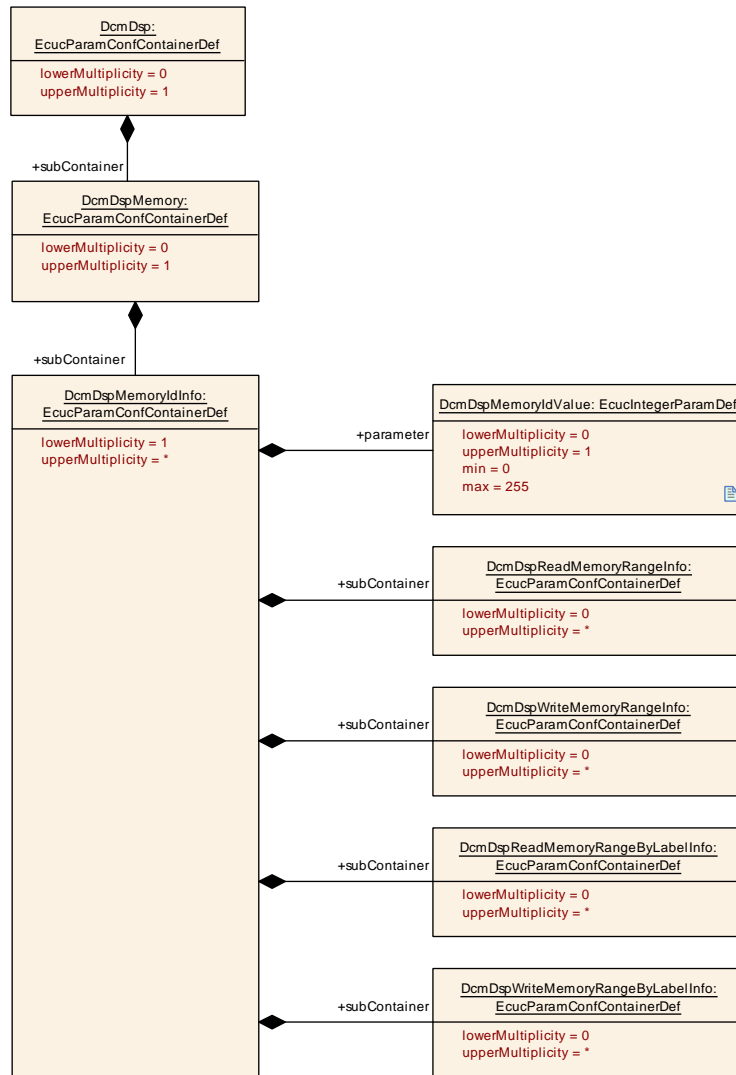 DcmDsp:
EcucParamConfContainerDef
lowerMultiplicity = 0
upperMultiplicity = 1
+subContainer
DcmDspMemory:
EcucParamConfContainerDef
lowerMultiplicity = 0
upperMultiplicity = 1
+subContainer
DcmDspMemoryIdInfo:
EcucParamConfContainerDef
lowerMultiplicity = 1
upperMultiplicity = *
+parameter
DcmDspMemoryIdValue: EcucIntegerParamDef
lowerMultiplicity = 0
upperMultiplicity = 1
min = 0
max = 255
+subContainer
DcmDspReadMemoryRangeInfo:
EcucParamConfContainerDef
lowerMultiplicity = 0
upperMultiplicity = *
+subContainer
DcmDspWriteMemoryRangeInfo:
EcucParamConfContainerDef
lowerMultiplicity = 0
upperMultiplicity = *
+subContainer
DcmDspReadMemoryRangeByLabelInfo:
EcucParamConfContainerDef
lowerMultiplicity = 0
upperMultiplicity = *
+subContainer
DcmDspWriteMemoryRangeByLabelInfo:
EcucParamConfContainerDef
lowerMultiplicity = 0
upperMultiplicity = *